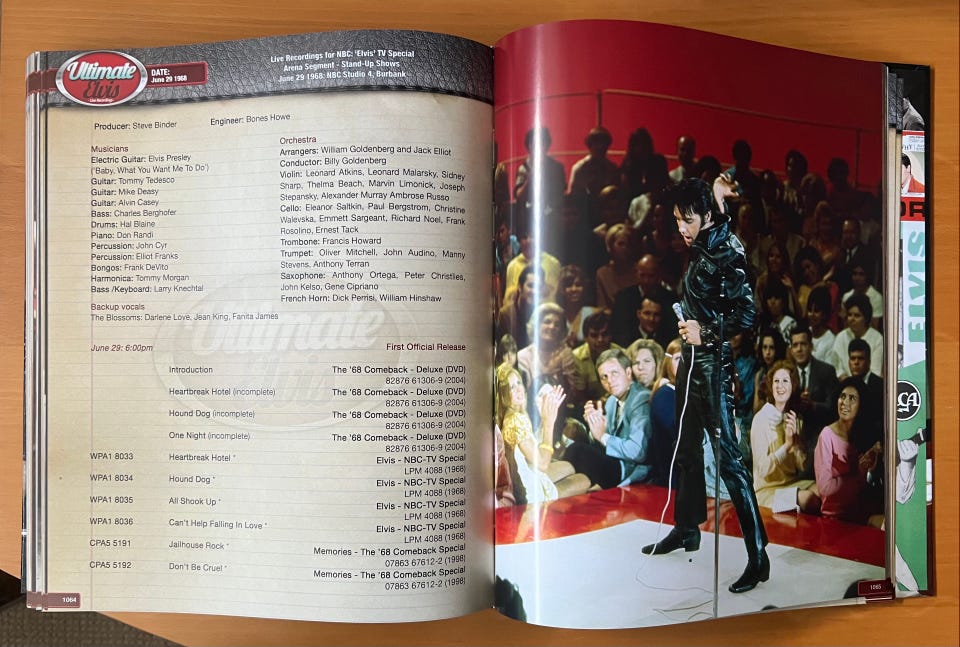 Ultimate
Elvis
Live Recordings
DATE:
June 29 1968
Live Recordings for NBC: 'Elvis' TV Special
Arena Segment - Stand-Up Shows
June 29 1968: NBC Studio 4, Burbank
Producer: Steve Binder
Engineer: Bones Howe
Musicians
Electric Guitar: Elvis Presley
('Baby, What You Want Me To Do')
Guitar: Tommy Tedesco
Guitar: Mike Deasy
Guitar: Alvin Casey
Bass: Charles Berghofer
Drums: Hal Blaine
Piano: Don Randi
Percussion: John Cyr
Percussion: Elliot Franks
Bongos: Frank DeVito
Harmonica: Tommy Morgan
Bass /Keyboard: Larry Knechtal
Backup vocals
The Blossoms: Darlene Love, Jean King, Fanita James
Orchestra
Arrangers: William Goldenberg and Jack Elliot
Conductor: Billy Goldenberg
Violin: Leonard Atkins, Leonard Malarsky, Sidney
Sharp, Thelma Beach, Marvin Limonick, Joseph
Stepansky, Alexander Murray Ambrose Russo
Cello: Eleanor Saltkin, Paul Bergstrom, Christine
Walevska, Emmett Sargeant, Richard Noel, Frank
Rosolino, Ernest Tack
Trombone: Francis Howard
Trumpet: Oliver Mitchell, John Audino, Manny
Stevens, Anthony Terran
Saxophone: Anthony Ortega, Peter Christlies,
John Kelso, Gene Cipriano
French Horn: Dick Perrisi, William Hinshaw
Ultimate
June 29: 6:00pm First Official Release
Introduction The '68 Comeback - Deluxe (DVD)
82876 61306-9 (2004)
Heartbreak Hotel (incomplete) The '68 Comeback - Deluxe (DVD)
82876 61306-9 (2004)
Hound Dog (incomplete) The '68 Comeback - Deluxe (DVD)
82876 61306-9 (2004)
One Night (incomplete) The '68 Comeback - Deluxe (DVD)
82876 61306-9 (2004)
WPA1 8033 Heartbreak Hotel * Elvis - NBC-TV Special
LPM 4088 (1968)
WPA1 8034 Hound Dog * Elvis - NBC-TV Special
LPM 4088 (1968)
WPA1 8035 All Shook Up * Elvis - NBC-TV Special
LPM 4088 (1968)
WPA1 8036 Can't Help Falling In Love * Elvis - NBC-TV Special
LPM 4088 (1968)
CPA5 5191 Jailhouse Rock * Memories - The '68 Comeback Special
07863 67612-2 (1998)
CPA5 5192 Don't Be Cruel * Memories - The '68 Comeback Special
07863 67612-2 (1998)
1064
1065
OR
ELVIS